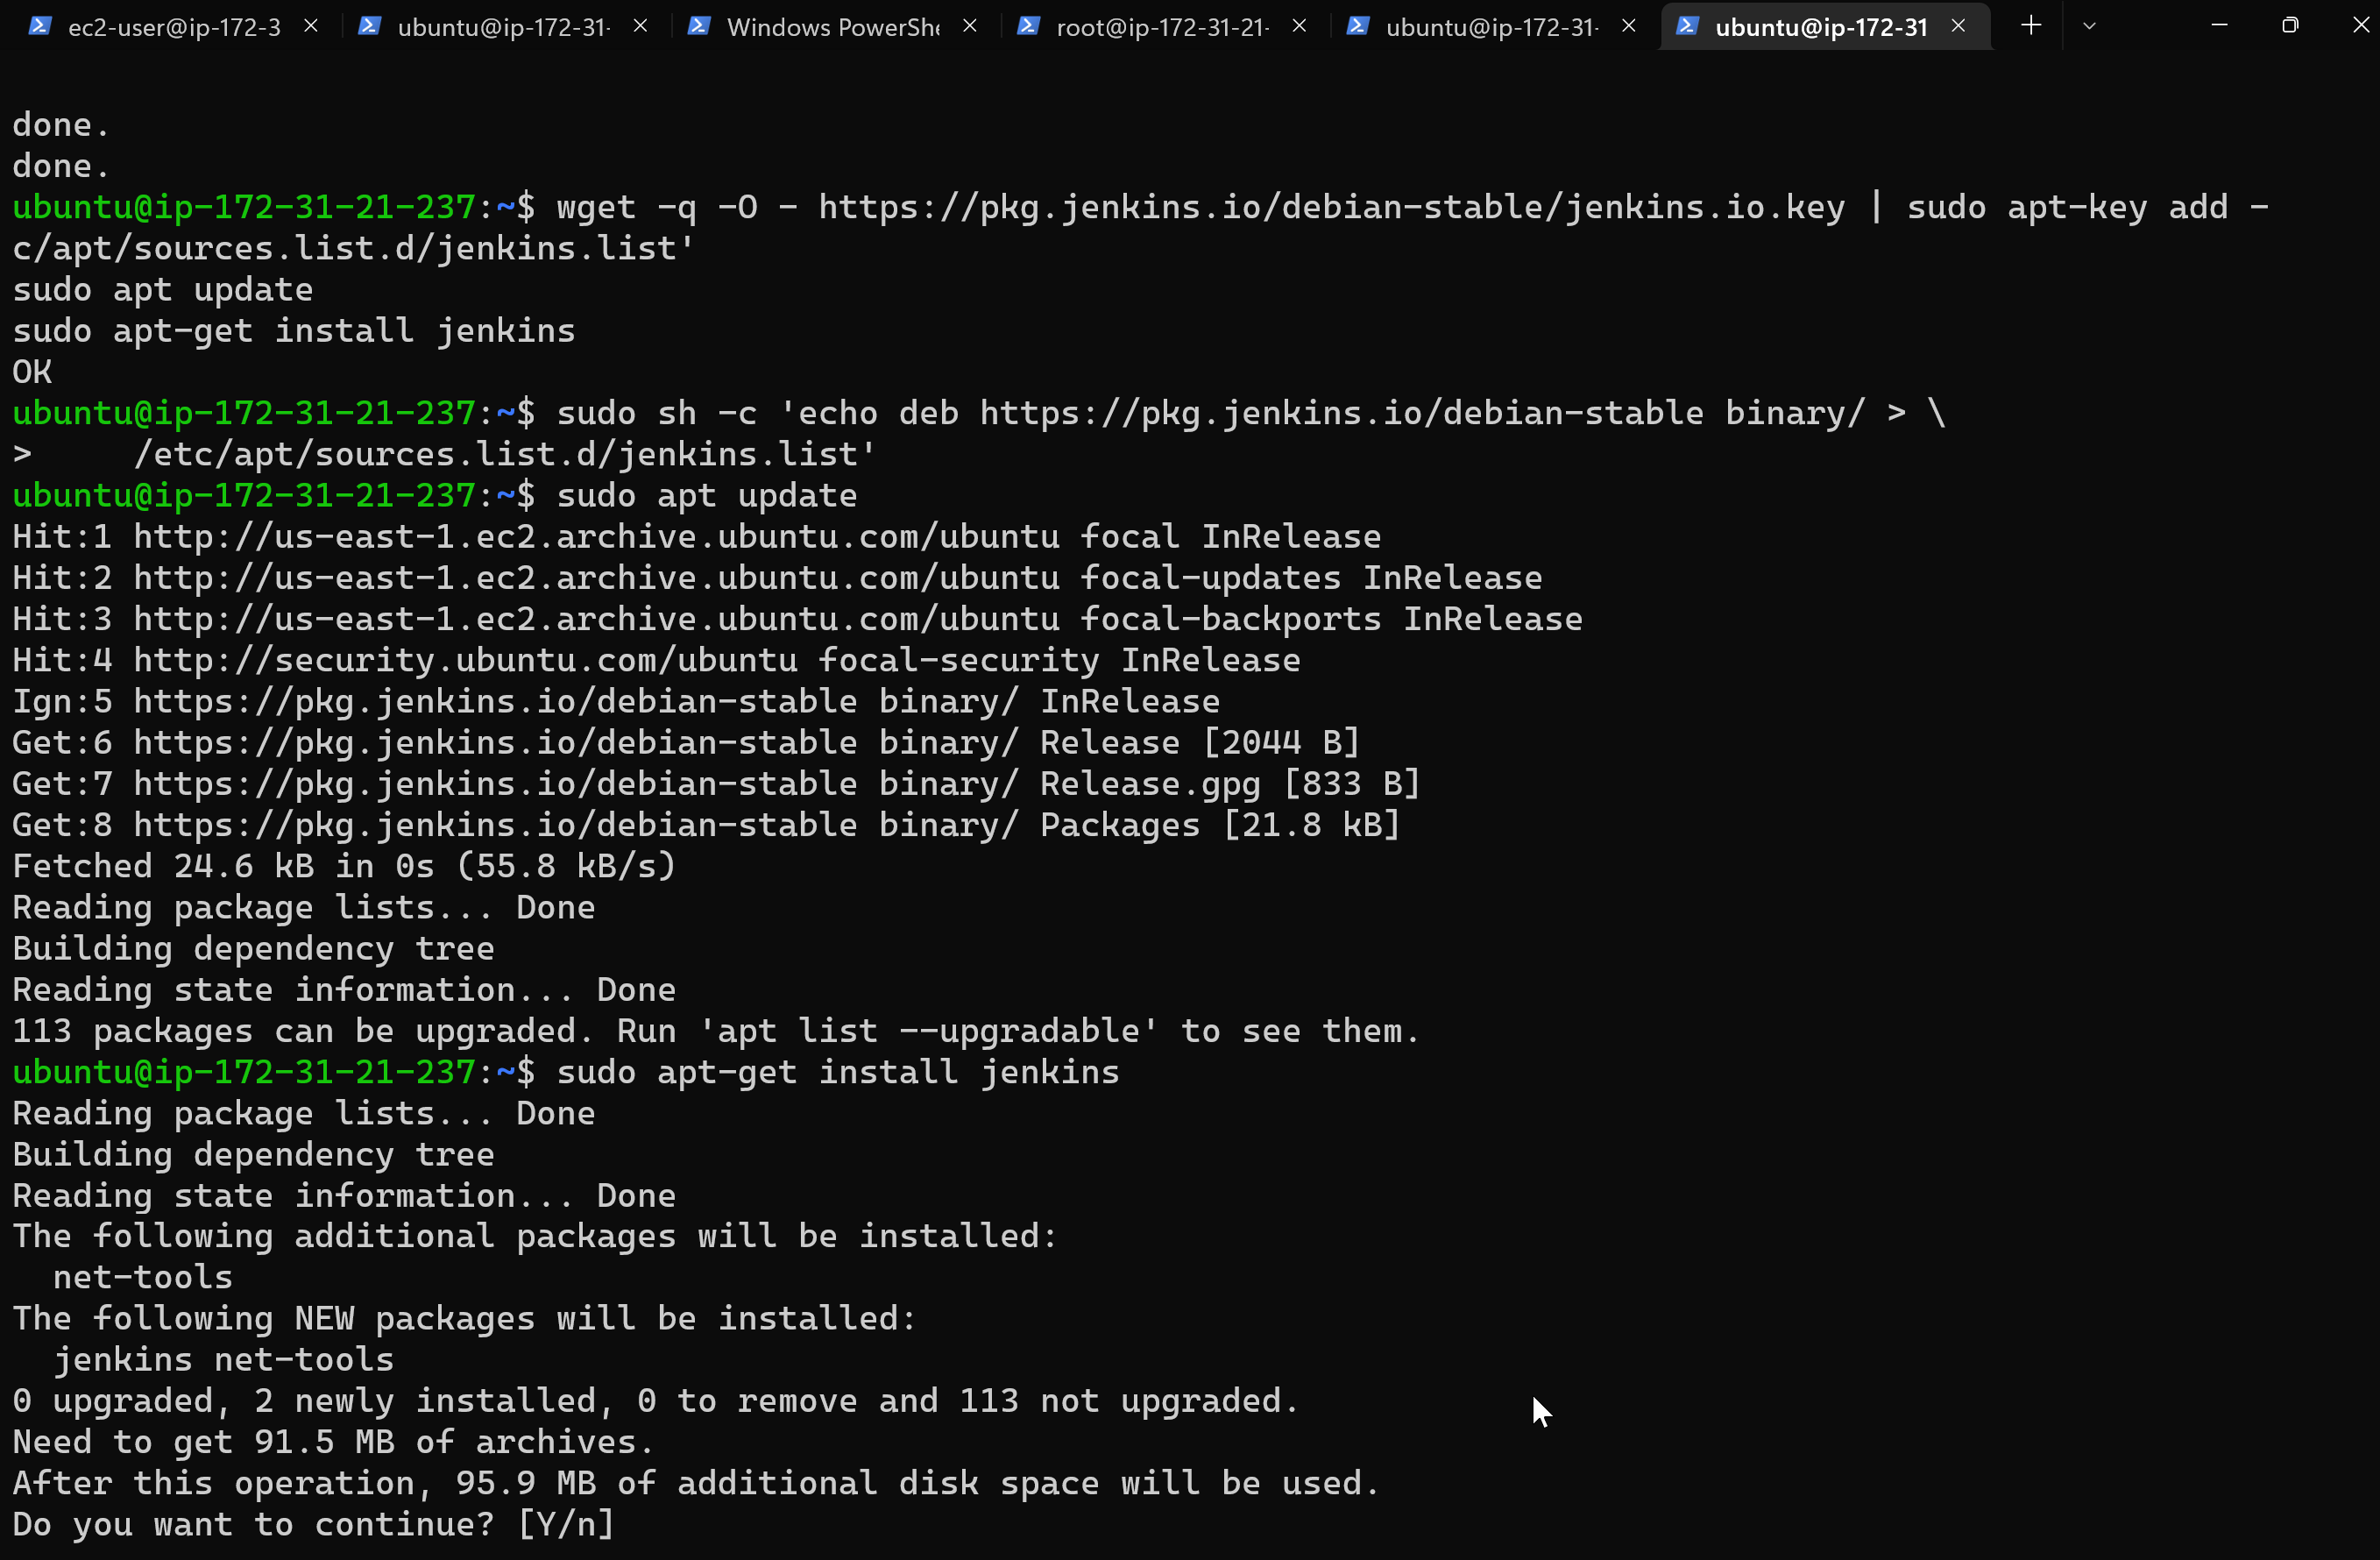 ec2-user@ip-172-3 ubuntu@ip-172-31- Windows PowerShe root@ip-172-31-21- ubuntu@ip-172-31- ubuntu@ip-172-31
done.
done.
ubuntu@ip-172-31-21-237:~$ wget -q -O - https://pkg.jenkins.io/debian-stable/jenkins.io.key | sudo apt-key add -
c/apt/sources.list.d/jenkins.list'
sudo apt update
sudo apt-get install jenkins
OK
ubuntu@ip-172-31-21-237:~$ sudo sh -c 'echo deb https://pkg.jenkins.io/debian-stable binary/ > \
>     /etc/apt/sources.list.d/jenkins.list'
ubuntu@ip-172-31-21-237:~$ sudo apt update
Hit:1 http://us-east-1.ec2.archive.ubuntu.com/ubuntu focal InRelease
Hit:2 http://us-east-1.ec2.archive.ubuntu.com/ubuntu focal-updates InRelease
Hit:3 http://us-east-1.ec2.archive.ubuntu.com/ubuntu focal-backports InRelease
Hit:4 http://security.ubuntu.com/ubuntu focal-security InRelease
Ign:5 https://pkg.jenkins.io/debian-stable binary/ InRelease
Get:6 https://pkg.jenkins.io/debian-stable binary/ Release [2044 B]
Get:7 https://pkg.jenkins.io/debian-stable binary/ Release.gpg [833 B]
Get:8 https://pkg.jenkins.io/debian-stable binary/ Packages [21.8 kB]
Fetched 24.6 kB in 0s (55.8 kB/s)
Reading package lists... Done
Building dependency tree
Reading state information... Done
113 packages can be upgraded. Run 'apt list --upgradable' to see them.
ubuntu@ip-172-31-21-237:~$ sudo apt-get install jenkins
Reading package lists... Done
Building dependency tree
Reading state information... Done
The following additional packages will be installed:
  net-tools
The following NEW packages will be installed:
  jenkins net-tools
0 upgraded, 2 newly installed, 0 to remove and 113 not upgraded.
Need to get 91.5 MB of archives.
After this operation, 95.9 MB of additional disk space will be used.
Do you want to continue? [Y/n]